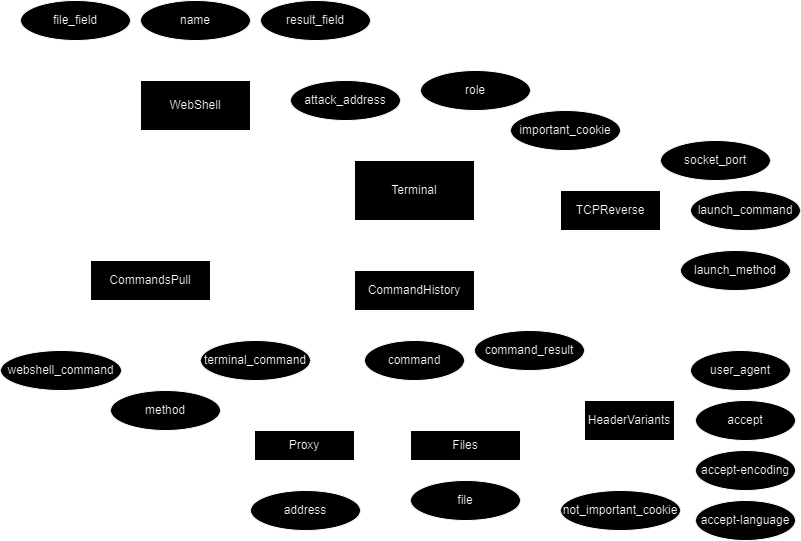 file_field
name
result_field
WebShell
attack_address
role
important_cookie
socket_port
Terminal
TCPReverse
launch_command
launch_method
CommandsPull
CommandHistory
webshell_command
terminal_command
command
command_result
user_agent
method
HeaderVariants
accept
Proxy
Files
accept-encoding
address
file
not_important_cookie
accept-language